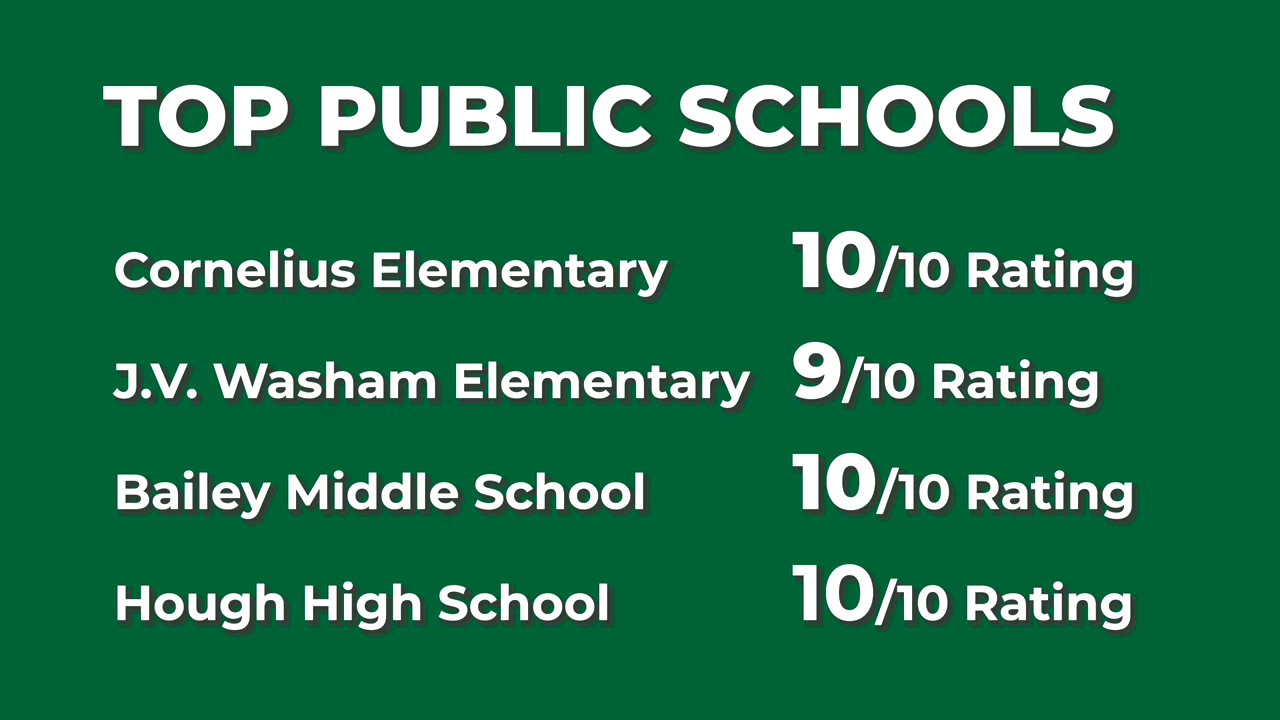 TOP PUBLIC SCHOOLS
Cornelius Elementary 10/10 Rating
J.V. Washam Elementary 9/10 Rating
Bailey Middle School 10/10 Rating
Hough High School 10/10 Rating